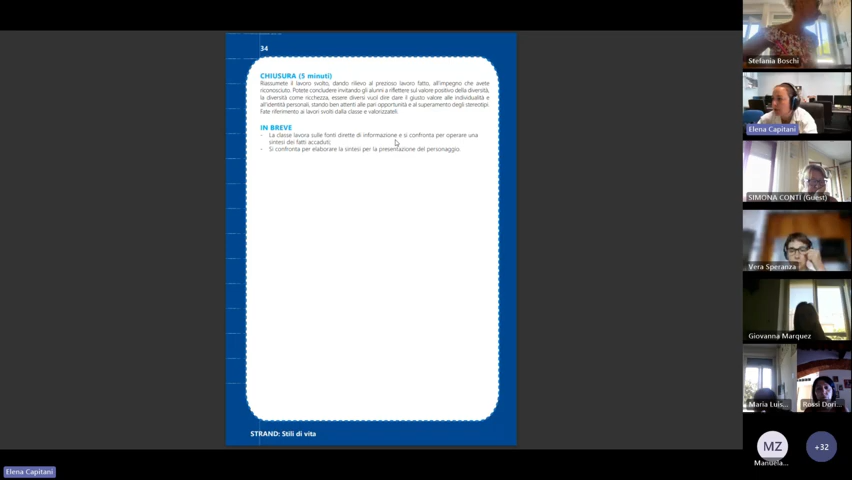 34
CHIUSURA (5 minuti)
Riassumete il lavoro svolto, dando rilievo al prezioso lavoro fatto, all'impegno che avete
riconosciuto. Potete concludere invitando gli alunni a riflettere sul valore positivo della diversità,
la diversità come ricchezza, essere diversi vuol dire dare il giusto valore alle individualità e
all'identità personali, stando ben attenti alle pari opportunità e al superamento degli stereotipi.
Fate riferimento ai lavori svolti dalla classe e valorizzateli.
IN BREVE
- La classe lavora sulle fonti dirette di informazione e si confronta per operare una
sintesi dei fatti accaduti;
- Si confronta per elaborare la sintesi per la presentazione del personaggio.
STRAND: Stili di vita
Elena Capitani
Stefania Boschi
Elena Capitani
SIMONA CONTI (Guest)
Vera Speranza
Giovanna Marquez
Maria Luis...
Rossi Dori...
MZ
Manuela...
+32